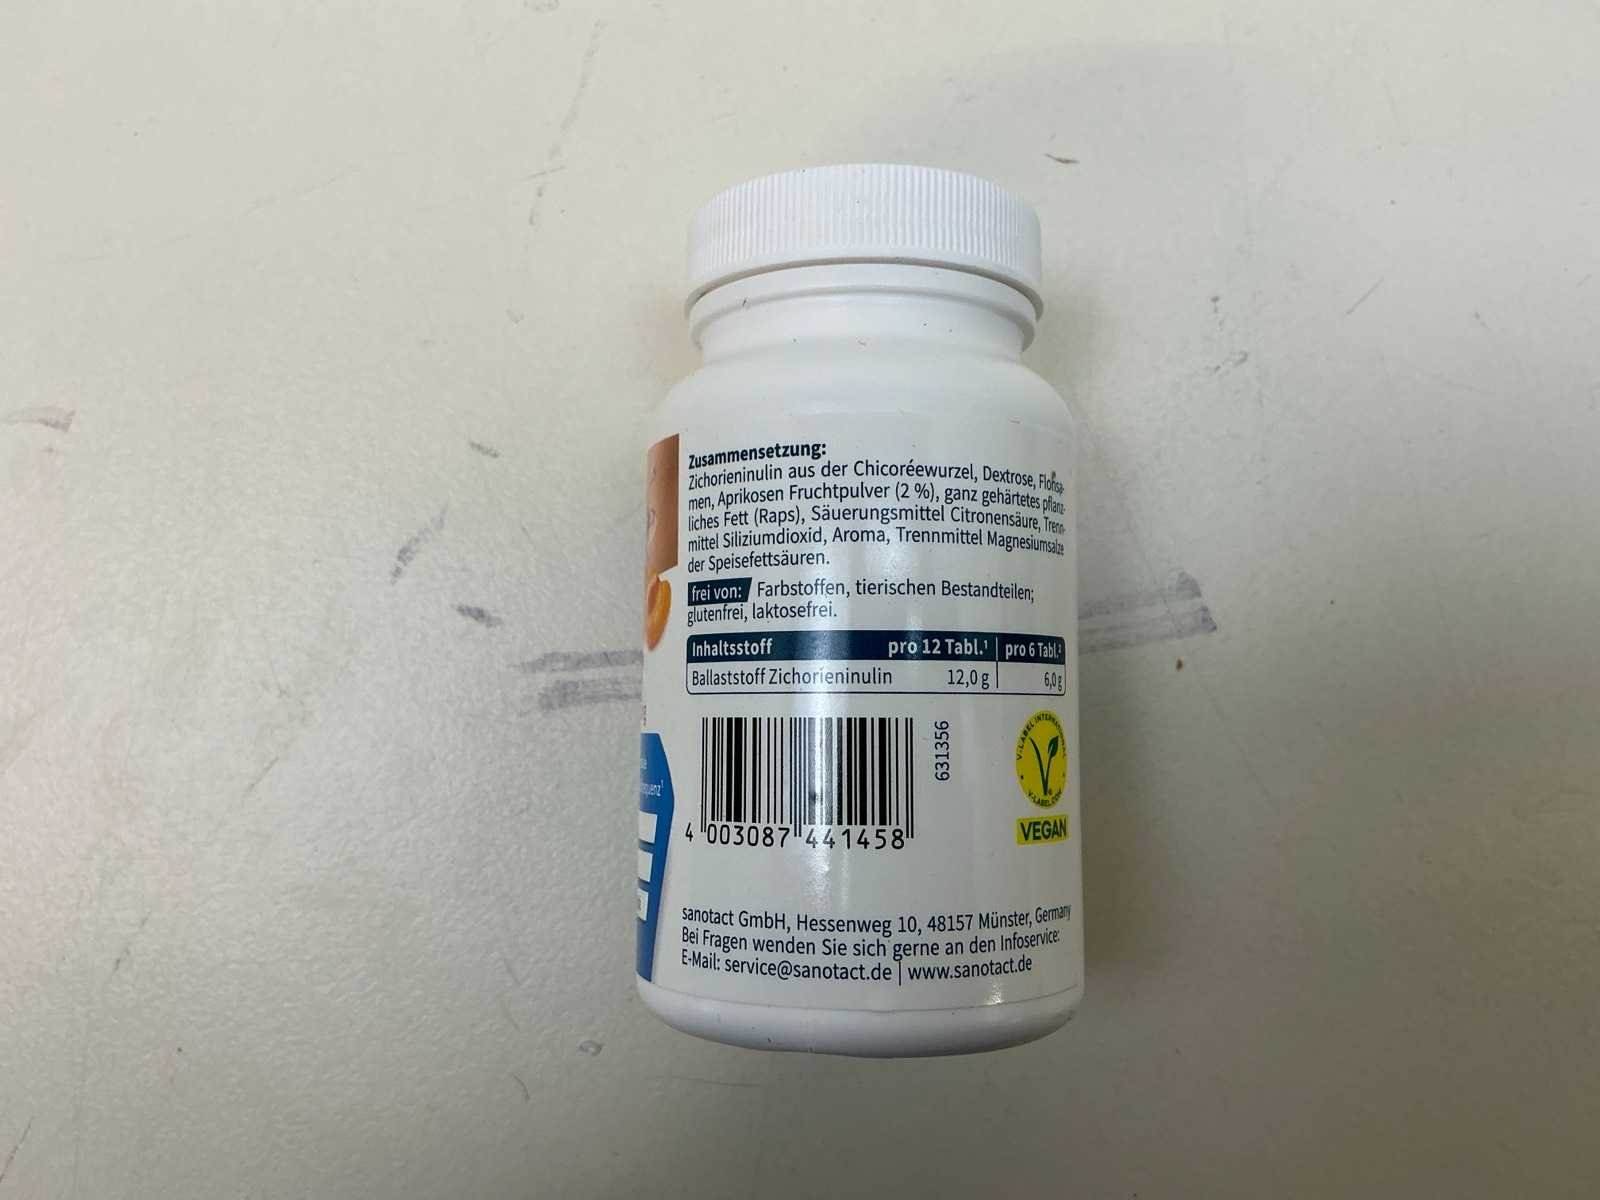 Zusammensetzung:
Zichorieninulin aus der Chicoréewurzel, Dextrose, Flohsa-
men, Aprikosen Fruchtpulver (2 %), ganz gehärtetes pflanz-
liches Fett (Raps), Säuerungsmittel Citronensäure, Trenn-
mittel Siliziumdioxid, Aroma, Trennmittel Magnesiumsalze
der Speisefettsäuren.
frei von: Farbstoffen, tierischen Bestandteilen;
glutenfrei, laktosefrei.
Inhaltsstoff pro 12 Tabl.¹ pro 6 Tabl.²
Ballaststoff Zichorieninulin 12,0 g 6,0 g
631356
4 003087 441458
V-LABEL INTERNATIONAL
V-LABEL.COM
VEGAN
sanotact GmbH, Hessenweg 10, 48157 Münster, Germany
Bei Fragen wenden Sie sich gerne an den Infoservice:
E-Mail: service@sanotact.de | www.sanotact.de